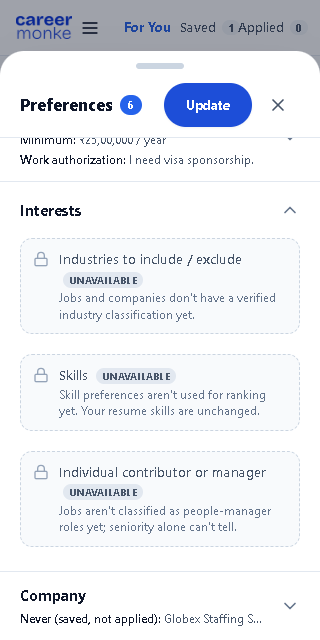 career
monke
For You Saved 1 Applied 0
Preferences 6 Update
Minimum: ₹25,00,000 / year
Work authorization: I need visa sponsorship.
Interests
Industries to include / exclude
UNAVAILABLE
Jobs and companies don't have a verified
industry classification yet.
Skills UNAVAILABLE
Skill preferences aren't used for ranking
yet. Your resume skills are unchanged.
Individual contributor or manager
UNAVAILABLE
Jobs aren't classified as people-manager
roles yet; seniority alone can't tell.
Company
Never (saved, not applied): Globex Staffing S...